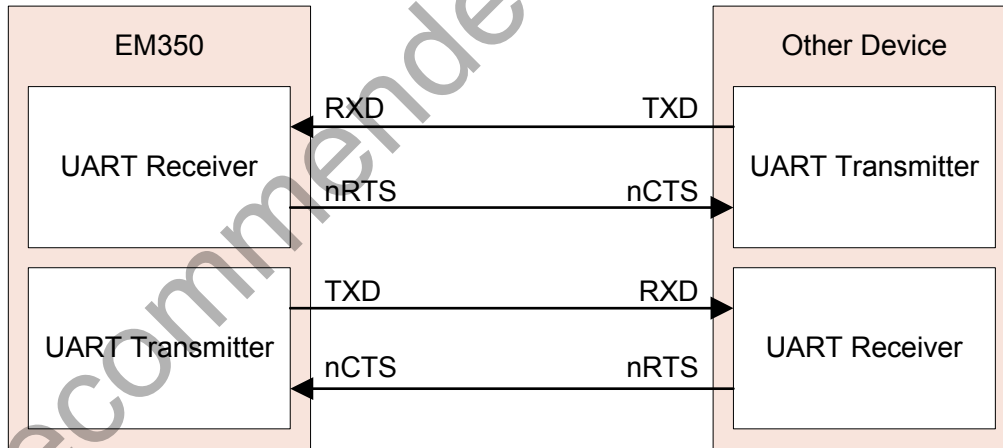 EM350
Other Device
RXD
TXD
UART Receiver
UART Transmitter
nRTS
nCTS
TXD
RXD
UART Transmitter
UART Receiver
nCTS
nRTS
ecommende